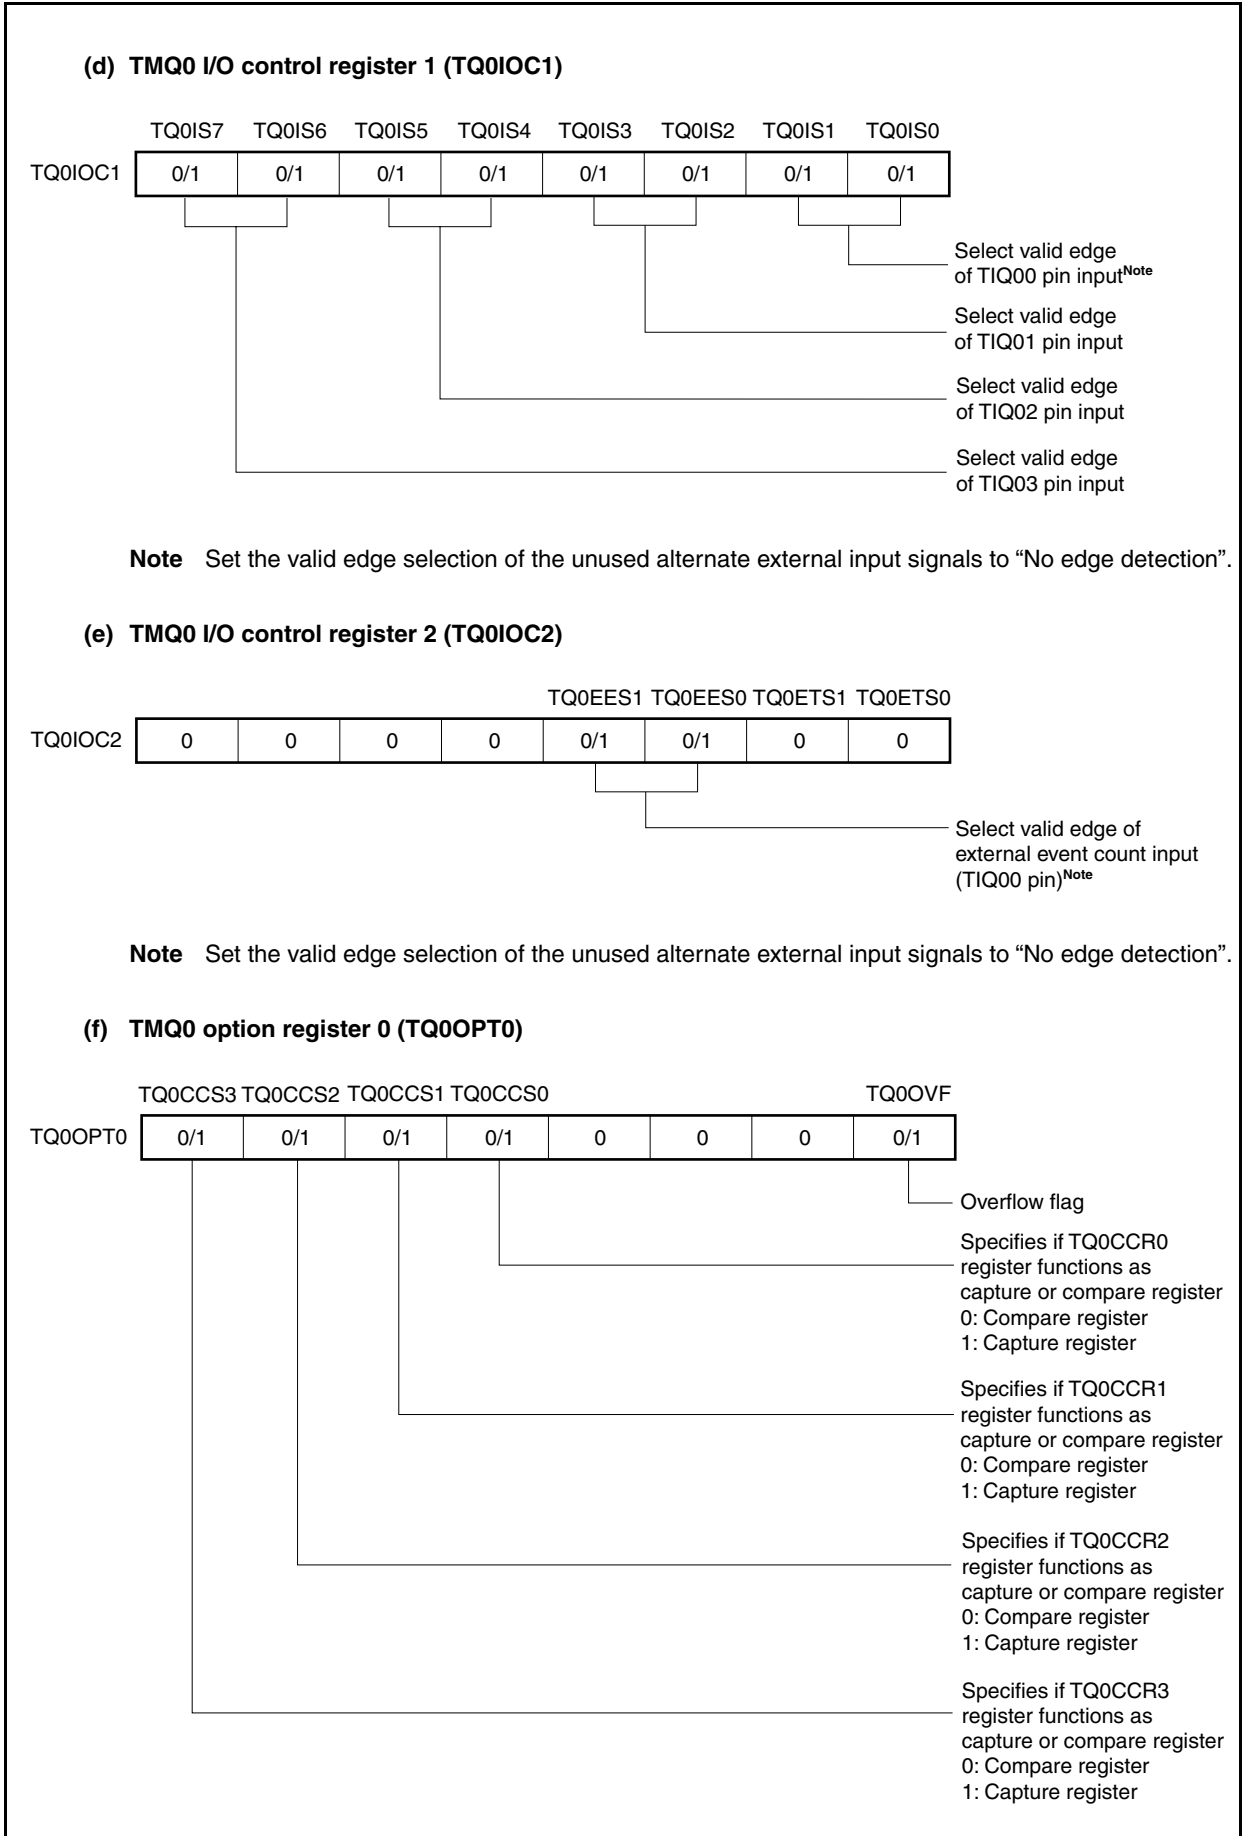 (d) TMQ0 I/O control register 1 (TQ0IOC1)
TQ0IS7 TQ0IS6 TQ0IS5 TQ0IS4 TQ0IS3 TQ0IS2 TQ0IS1 TQ0IS0
TQ0IOC1 0/1 0/1 0/1 0/1 0/1 0/1 0/1 0/1
Select valid edge
of TIQ00 pin inputNote
Select valid edge
of TIQ01 pin input
Select valid edge
of TIQ02 pin input
Select valid edge
of TIQ03 pin input
Note Set the valid edge selection of the unused alternate external input signals to “No edge detection”.
(e) TMQ0 I/O control register 2 (TQ0IOC2)
TQ0EES1 TQ0EES0 TQ0ETS1 TQ0ETS0
TQ0IOC2 0 0 0 0 0/1 0/1 0 0
Select valid edge of
external event count input
(TIQ00 pin)Note
Note Set the valid edge selection of the unused alternate external input signals to “No edge detection”.
(f) TMQ0 option register 0 (TQ0OPT0)
TQ0CCS3 TQ0CCS2 TQ0CCS1 TQ0CCS0 TQ0OVF
TQ0OPT0 0/1 0/1 0/1 0/1 0 0 0 0/1
Overflow flag
Specifies if TQ0CCR0
register functions as
capture or compare register
0: Compare register
1: Capture register
Specifies if TQ0CCR1
register functions as
capture or compare register
0: Compare register
1: Capture register
Specifies if TQ0CCR2
register functions as
capture or compare register
0: Compare register
1: Capture register
Specifies if TQ0CCR3
register functions as
capture or compare register
0: Compare register
1: Capture register